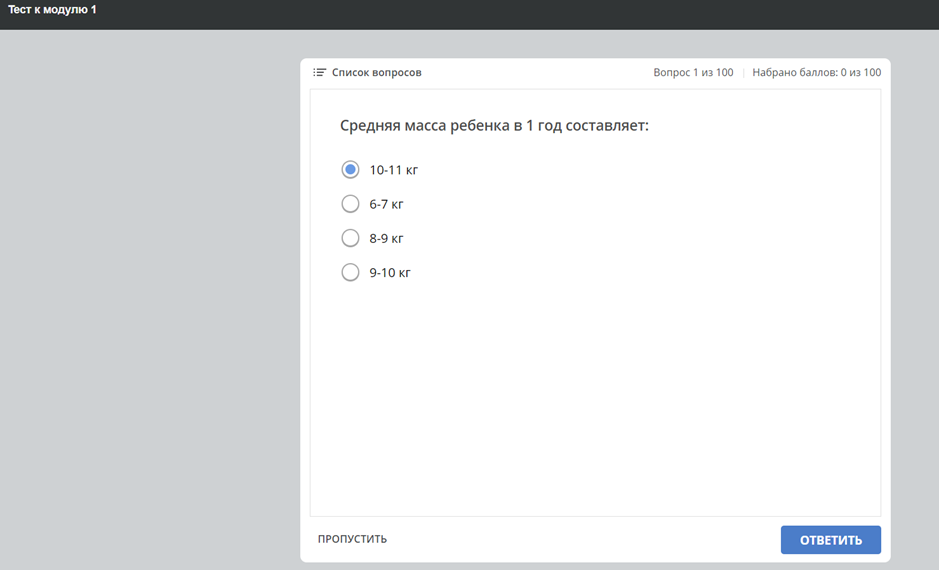 Тест к модулю 1
Список вопросов
Вопрос 1 из 100
Набрано баллов: 0 из 100
Средняя масса ребенка в 1 год составляет:
10-11 кг
6-7 кг
8-9 кг
9-10 кг
ПРОПУСТИТЬ
ОТВЕТИТЬ